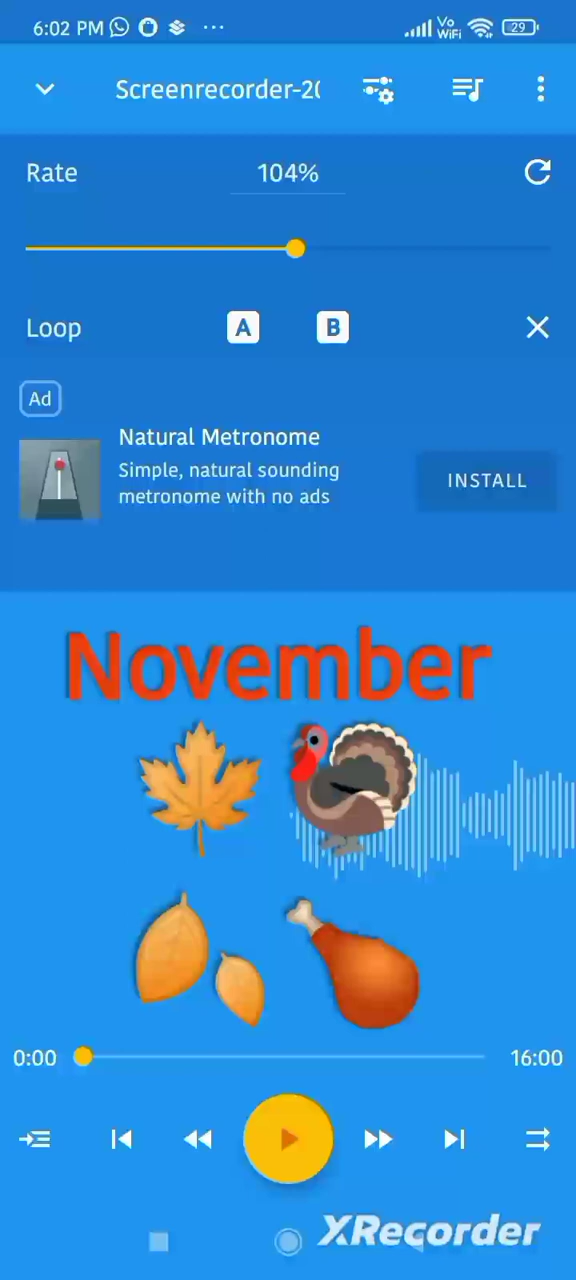 6:02 PM
Vo
WiFi
29
Screenrecorder-20
Rate 104%
Loop A B
Ad
Natural Metronome
Simple, natural sounding
metronome with no ads
INSTALL
November
0:00 16:00
XRecorder